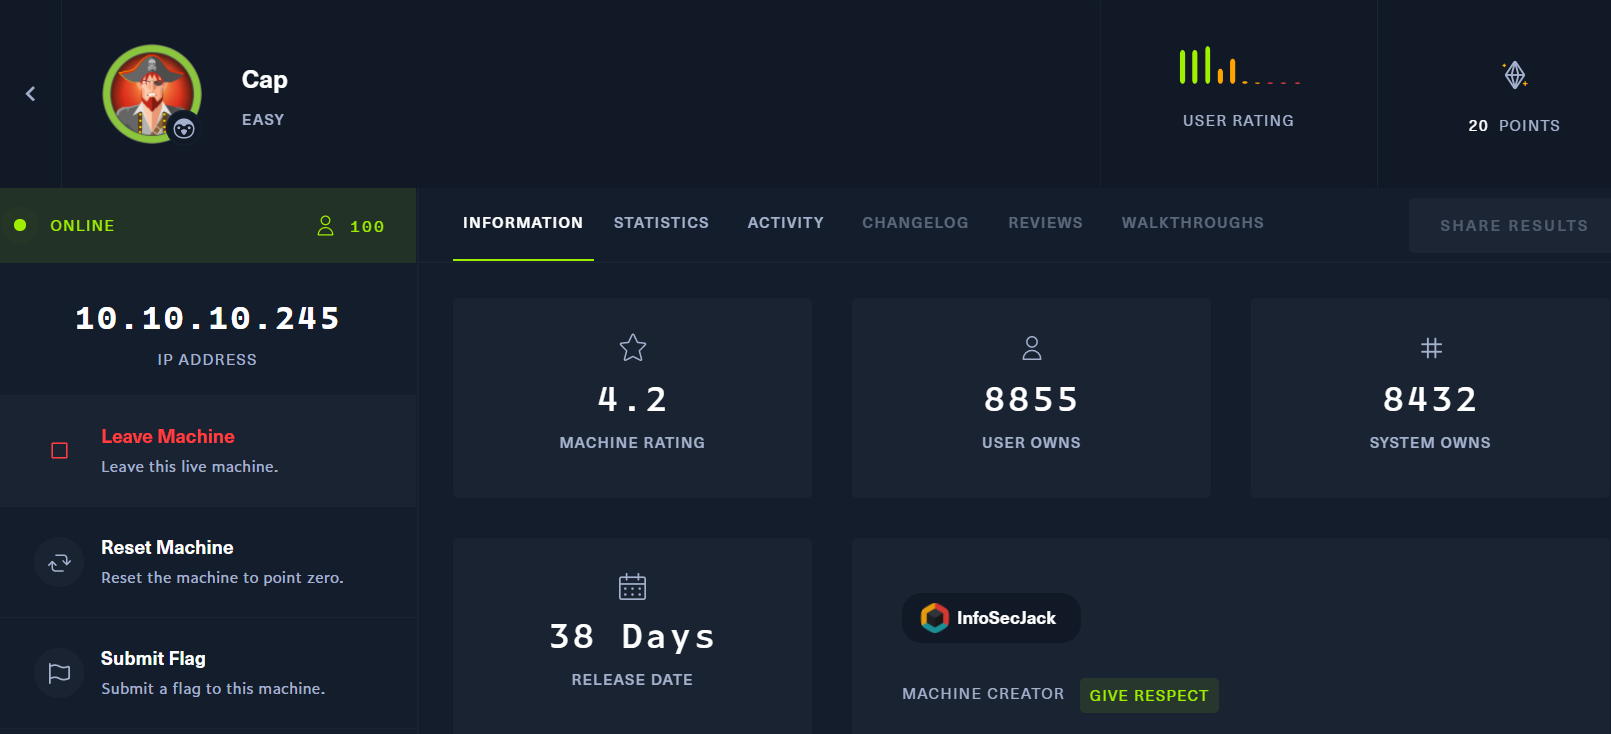 Cap
EASY
USER RATING
20 POINTS
ONLINE
100
INFORMATION STATISTICS ACTIVITY CHANGELOG REVIEWS WALKTHROUGHS
SHARE RESULTS
10.10.10.245
IP ADDRESS
Leave Machine
Leave this live machine.
Reset Machine
Reset the machine to point zero.
Submit Flag
Submit a flag to this machine.
4.2
MACHINE RATING
8855
USER OWNS
8432
SYSTEM OWNS
38 Days
RELEASE DATE
InfoSecJack
MACHINE CREATOR
GIVE RESPECT